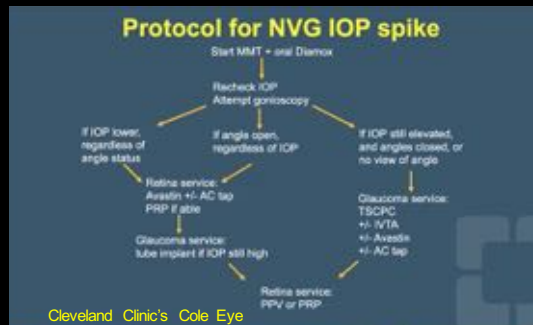 Protocol for NVG IOP spike
Start MMT + oral Diamox
Recheck IOP
Attempt gonioscopy
If IOP lower,
regardless of
angle status
If angle open,
regardless of IOP
If IOP still elevated,
and angles closed, or
no view of angle
Retina service:
Avastin +/- AC tap
PRP if able
Glaucoma service:
TSCPC
+/- IVTA
+/- Avastin
+/- AC tap
Glaucoma service:
tube implant if IOP still high
Retina service:
PPV or PRP
Cleveland Clinic's Cole Eye